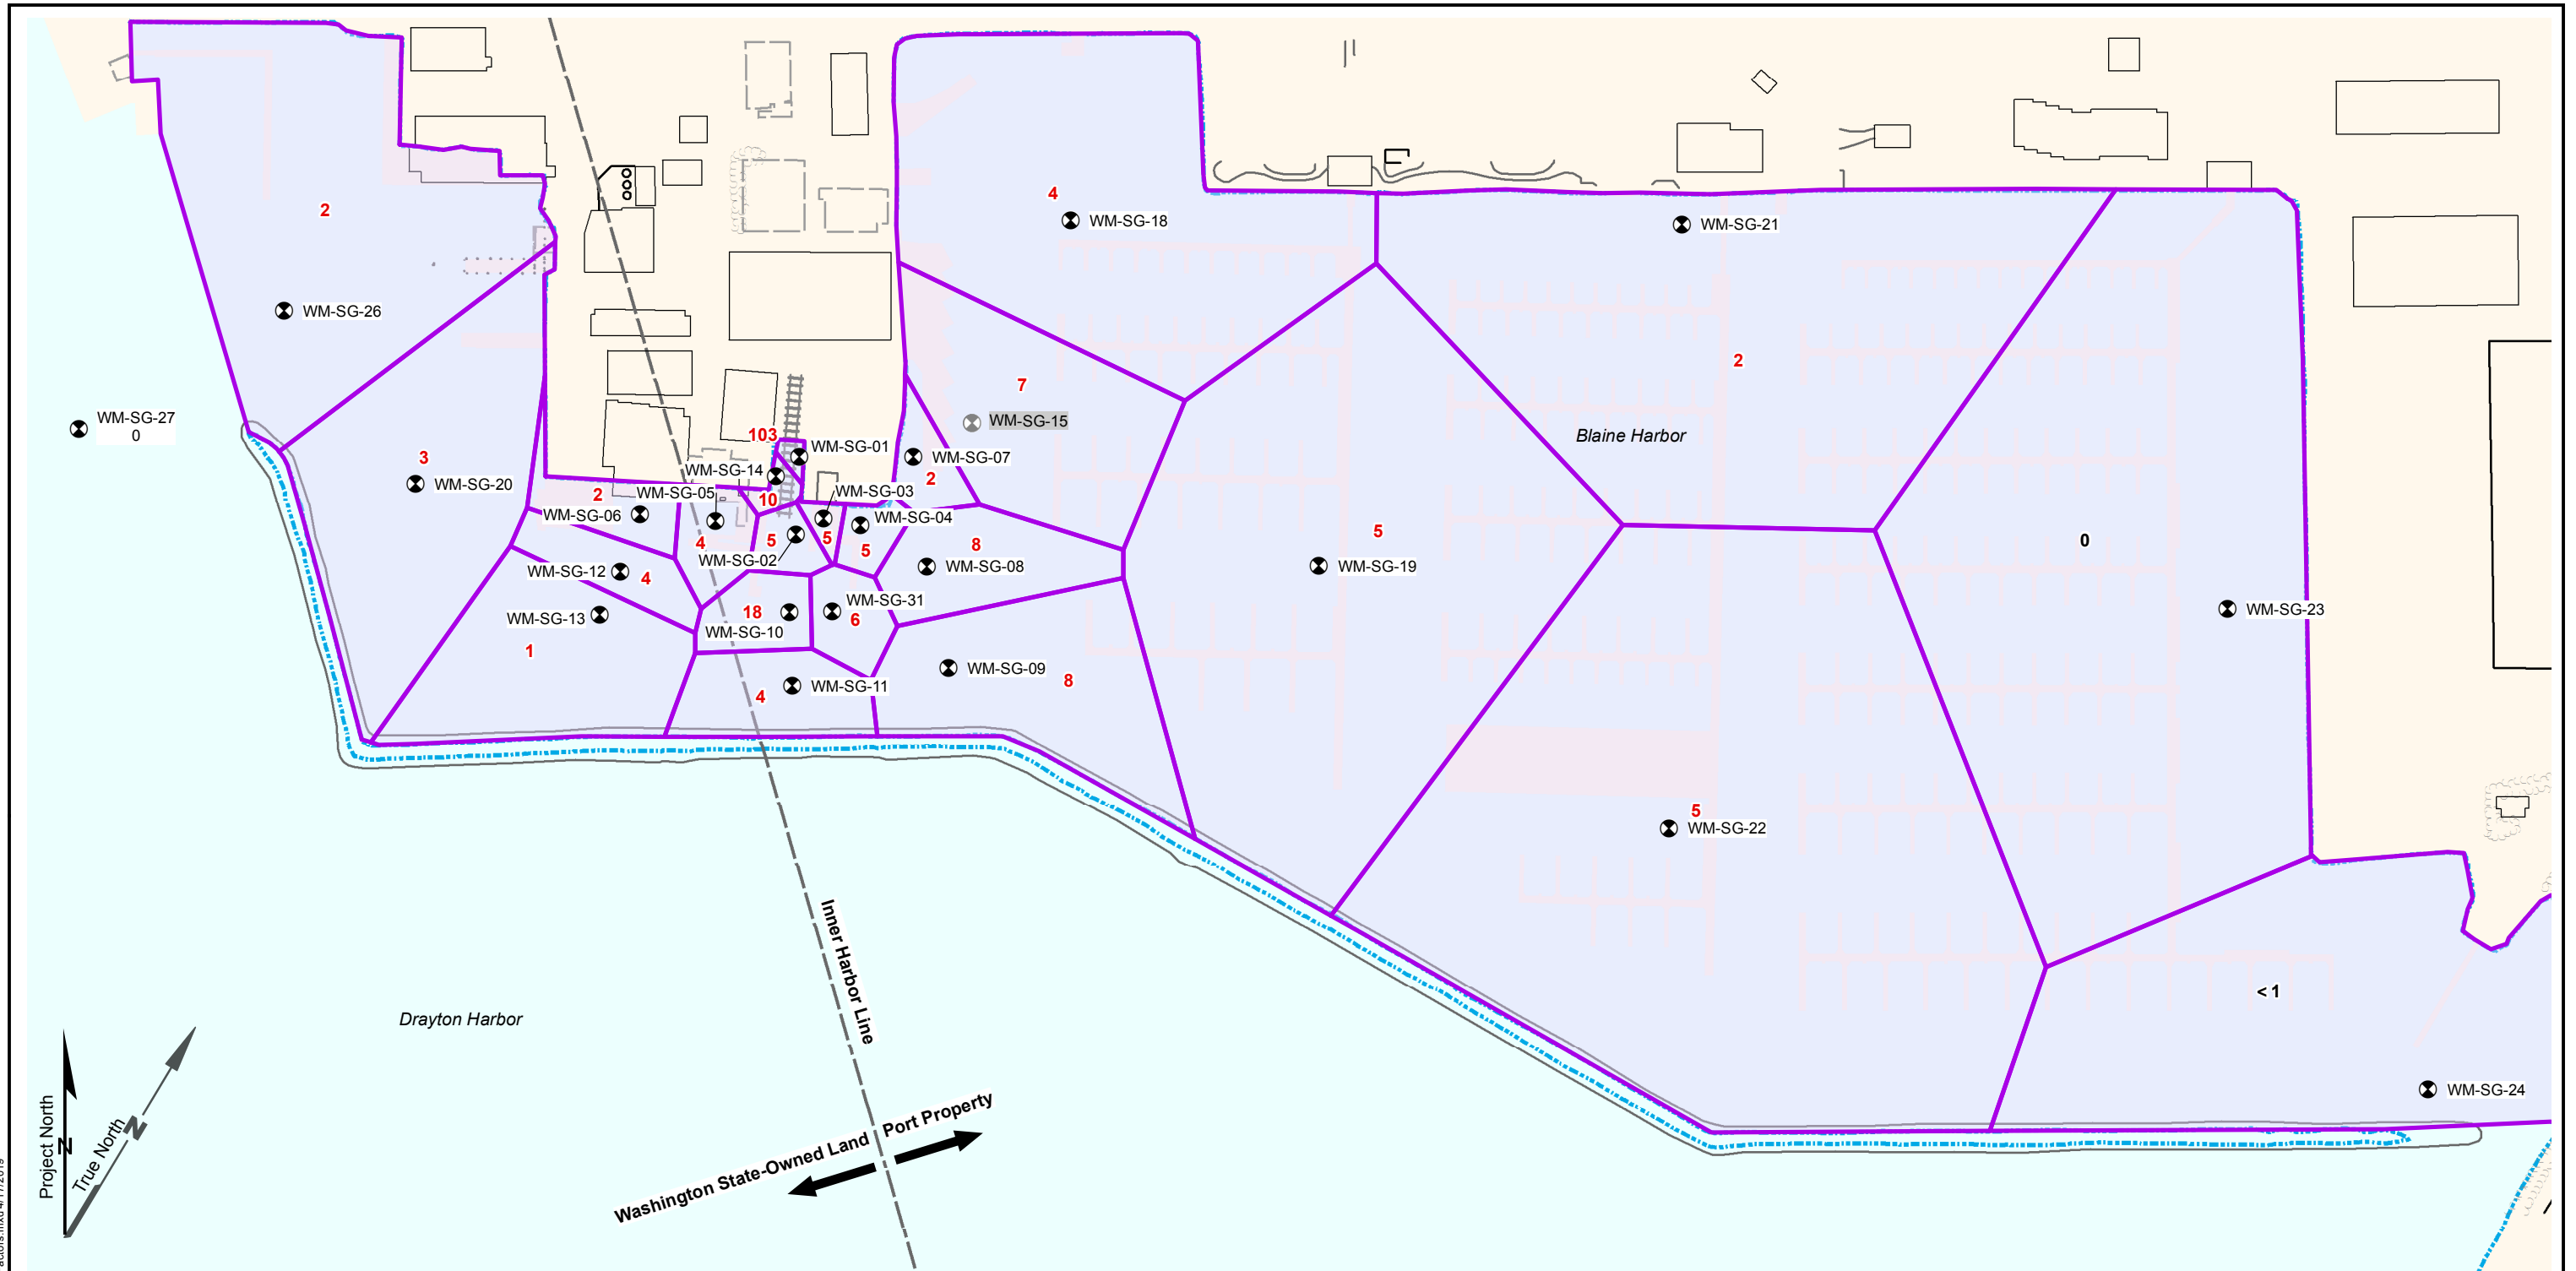 4
WM-SG-18
WM-SG-21
2
WM-SG-26
2
7
WM-SG-15
WM-SG-27
0
Blaine Harbor
103
WM-SG-01
WM-SG-07
2
3
WM-SG-20
WM-SG-14
WM-SG-05
10
WM-SG-03
2
WM-SG-06
WM-SG-04
4
5
5
5
WM-SG-02
8
WM-SG-08
5
WM-SG-19
0
WM-SG-12
4
WM-SG-13
18
WM-SG-10
WM-SG-31
6
WM-SG-23
1
WM-SG-09
8
4
WM-SG-11
5
WM-SG-22
Inner Harbor Line
< 1
Drayton Harbor
WM-SG-24
Project North
N
True North
N
Washington State-Owned Land
Port Property